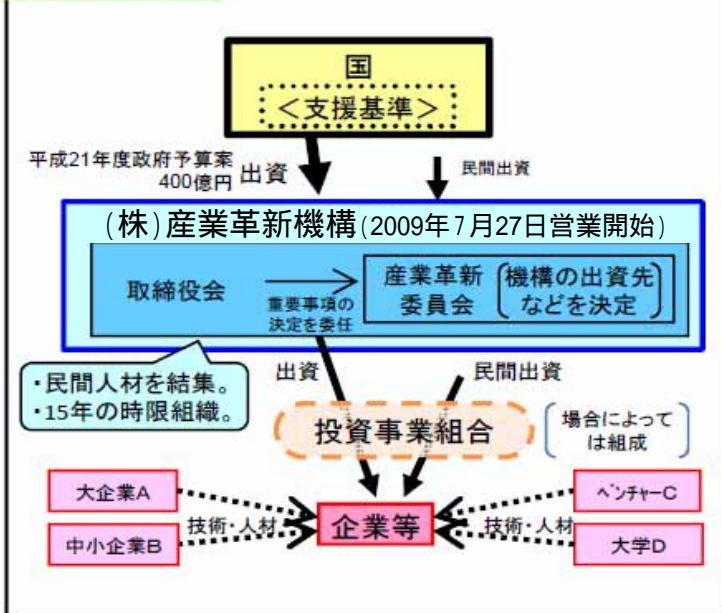 国
<支援基準>
平成21年度政府予算案
400億円
出資
民間出資
(株)産業革新機構(2009年7月27日営業開始)
取締役会
重要事項の
決定を委任
産業革新
委員会
機構の出資先
などを決定
・民間人材を結集。
・15年の時限組織。
出資
民間出資
投資事業組合
場合によって
は組成
大企業A
中小企業B
技術・人材
企業等
技術・人材
ベンチャーC
大学D